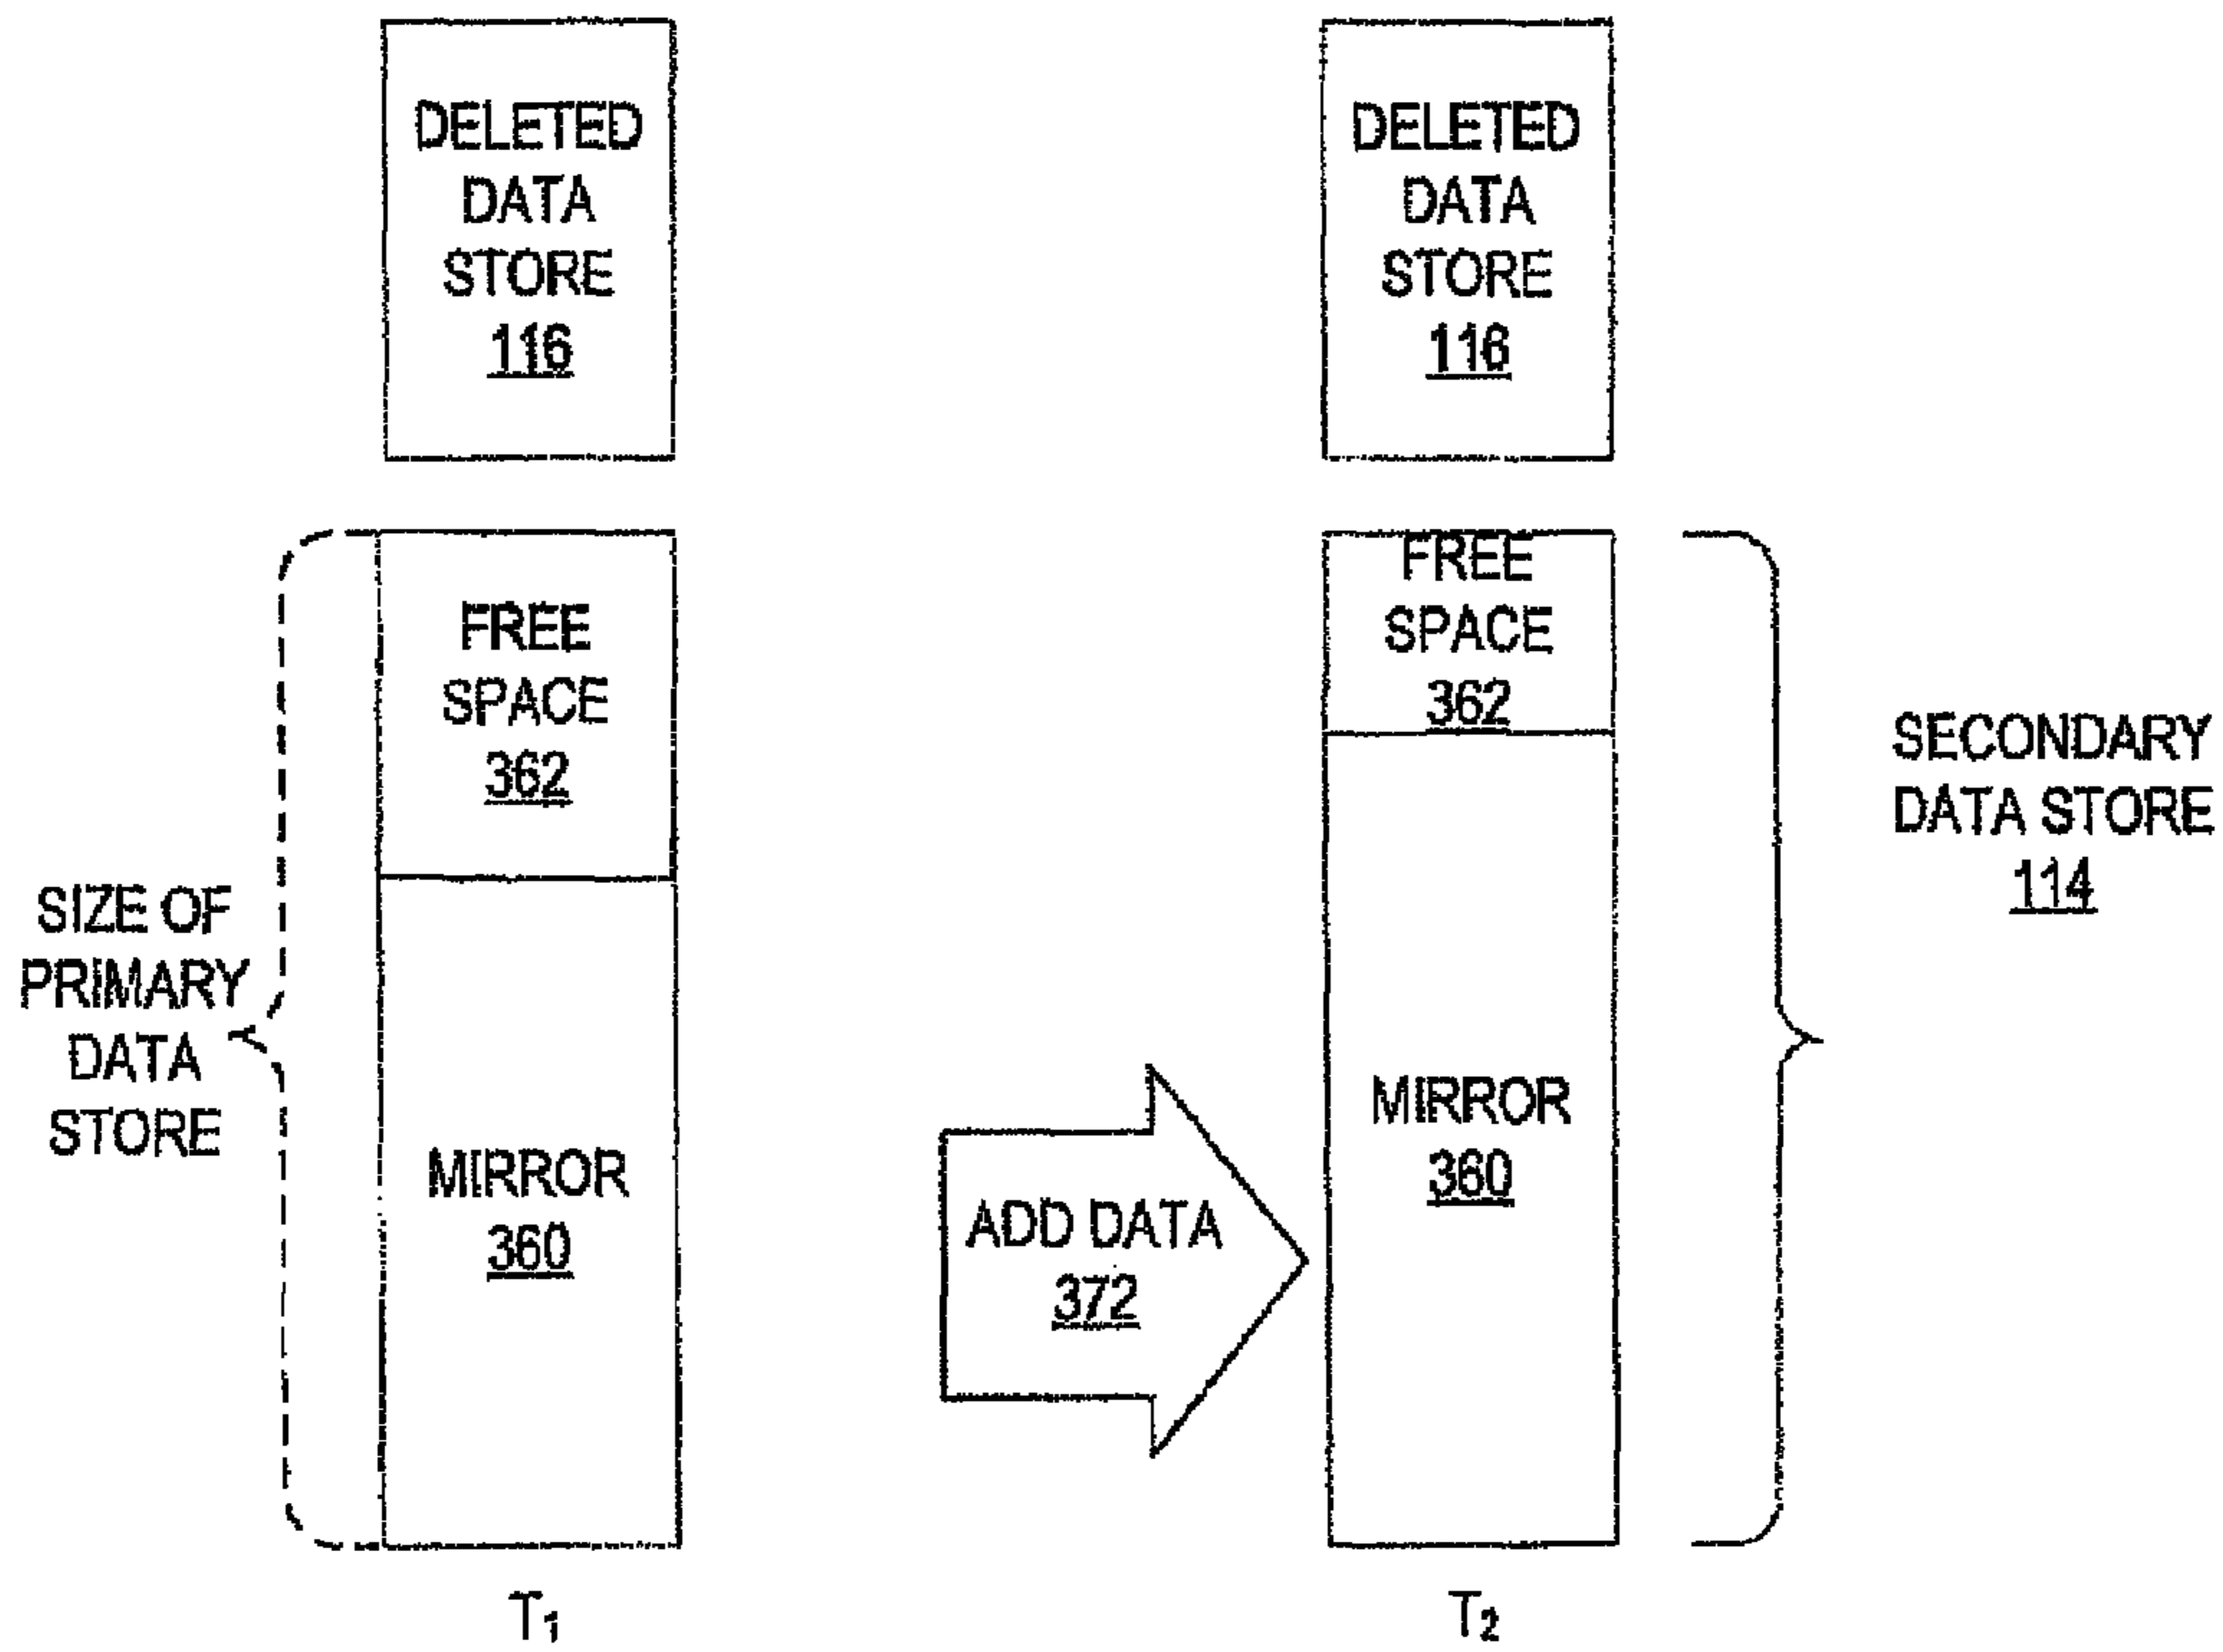 DELETED
DATA
STORE
116
DELETED
DATA
STORE
116
FREE
SPACE
362
FREE
SPACE
362
SECONDARY
DATA STORE
114
SIZE OF
PRIMARY
DATA
STORE
MIRROR
360
ADD DATA
372
MIRROR
360
T1
T2